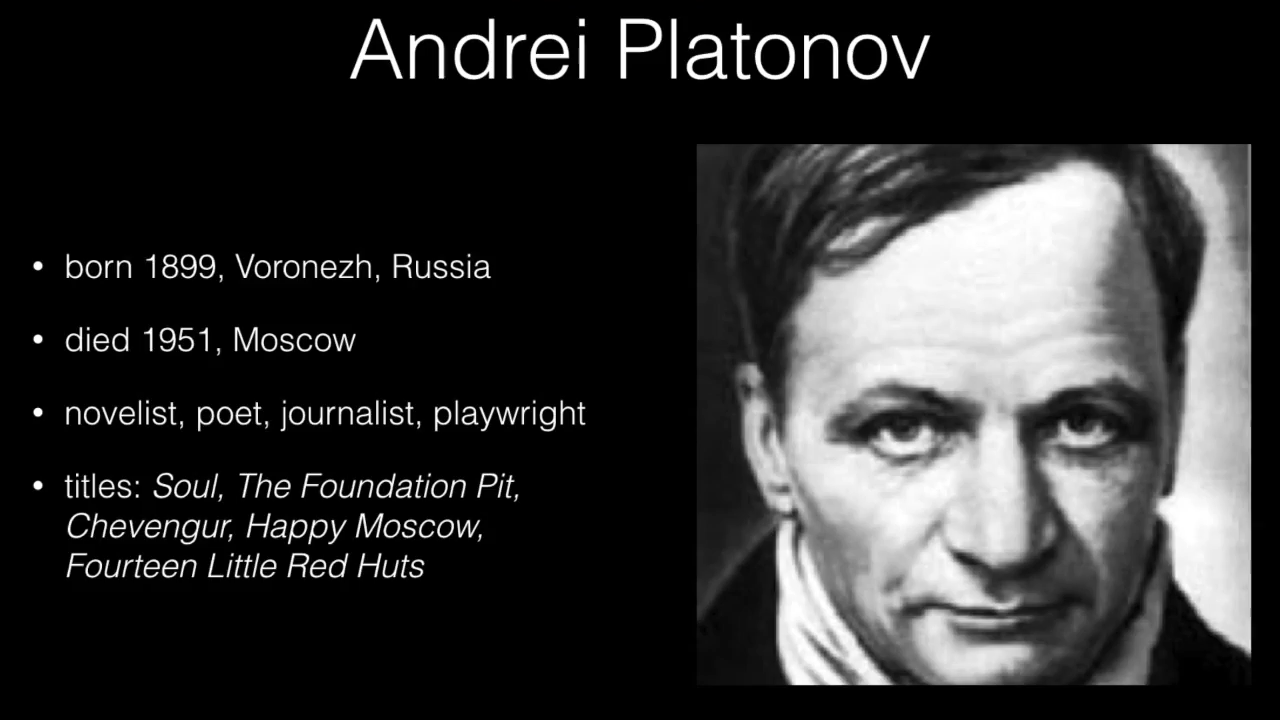 Andrei Platonov
• born 1899, Voronezh, Russia
• died 1951, Moscow
• novelist, poet, journalist, playwright
• titles: Soul, The Foundation Pit,
Chevengur, Happy Moscow,
Fourteen Little Red Huts